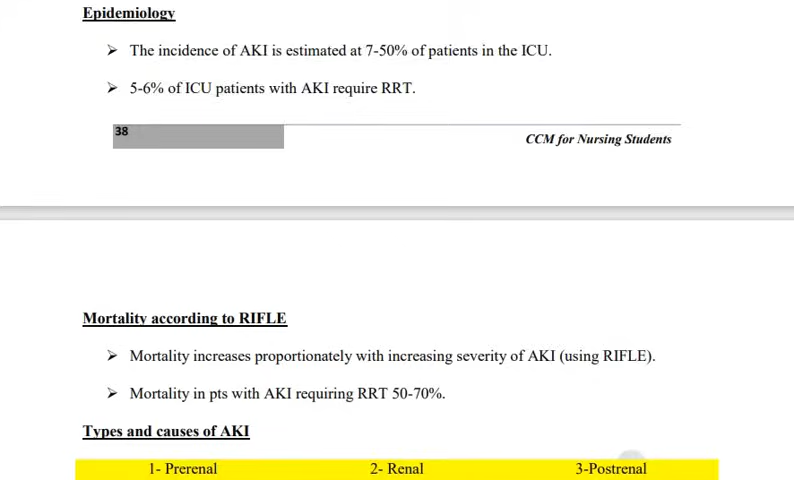 Epidemiology
➢ The incidence of AKI is estimated at 7-50% of patients in the ICU.
➢ 5-6% of ICU patients with AKI require RRT.
38
CCM for Nursing Students
Mortality according to RIFLE
➢ Mortality increases proportionately with increasing severity of AKI (using RIFLE).
➢ Mortality in pts with AKI requiring RRT 50-70%.
Types and causes of AKI
1- Prerenal 2- Renal 3-Postrenal